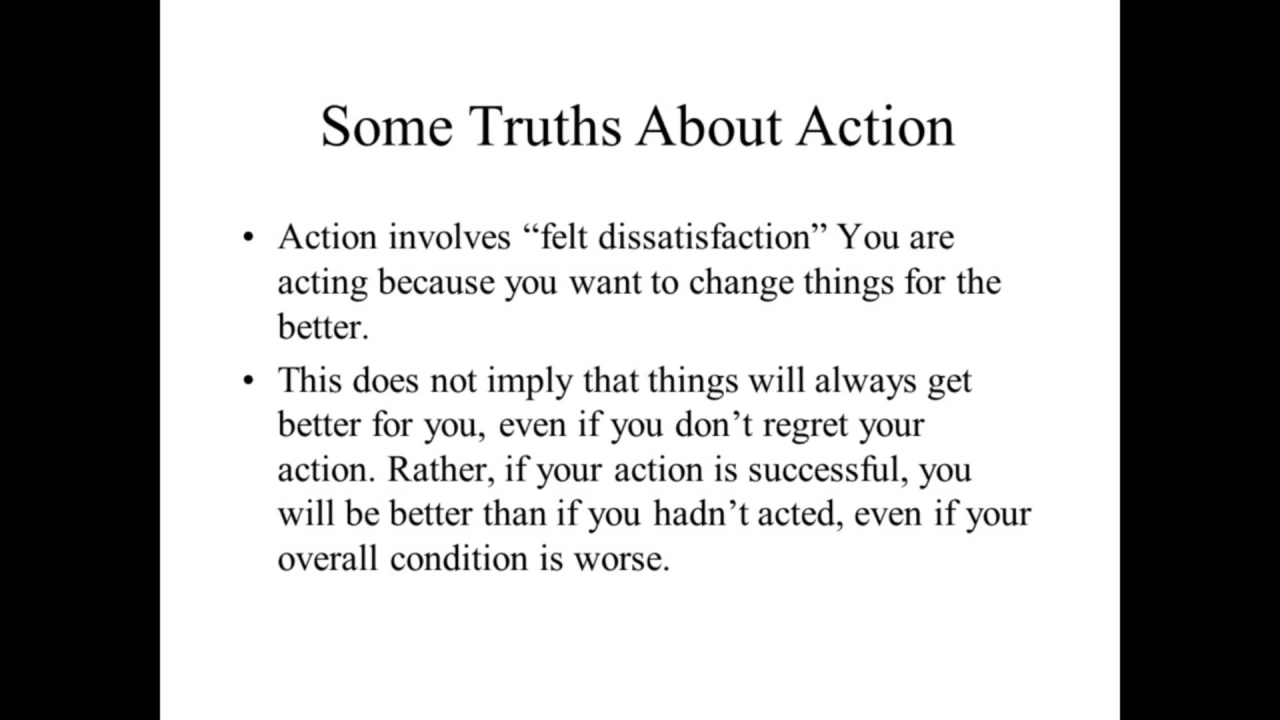 Some Truths About Action
• Action involves “felt dissatisfaction” You are
acting because you want to change things for the
better.
• This does not imply that things will always get
better for you, even if you don’t regret your
action. Rather, if your action is successful, you
will be better than if you hadn’t acted, even if your
overall condition is worse.